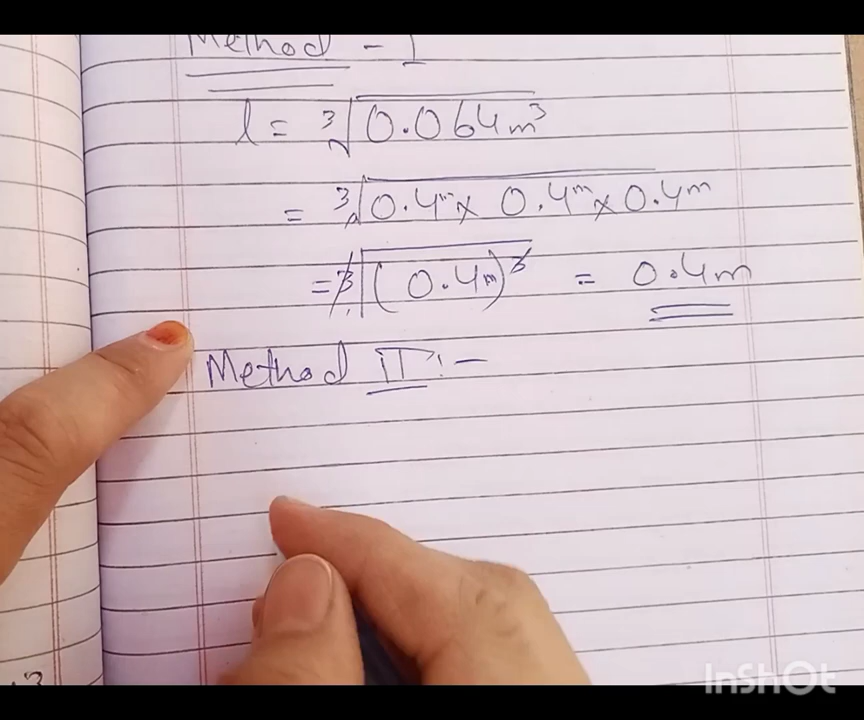 Method - I
l = ∛0.064m³
= ∛0.4m × 0.4m × 0.4m
= ∛(0.4m)³ = 0.4m
Method II :-
InShOt